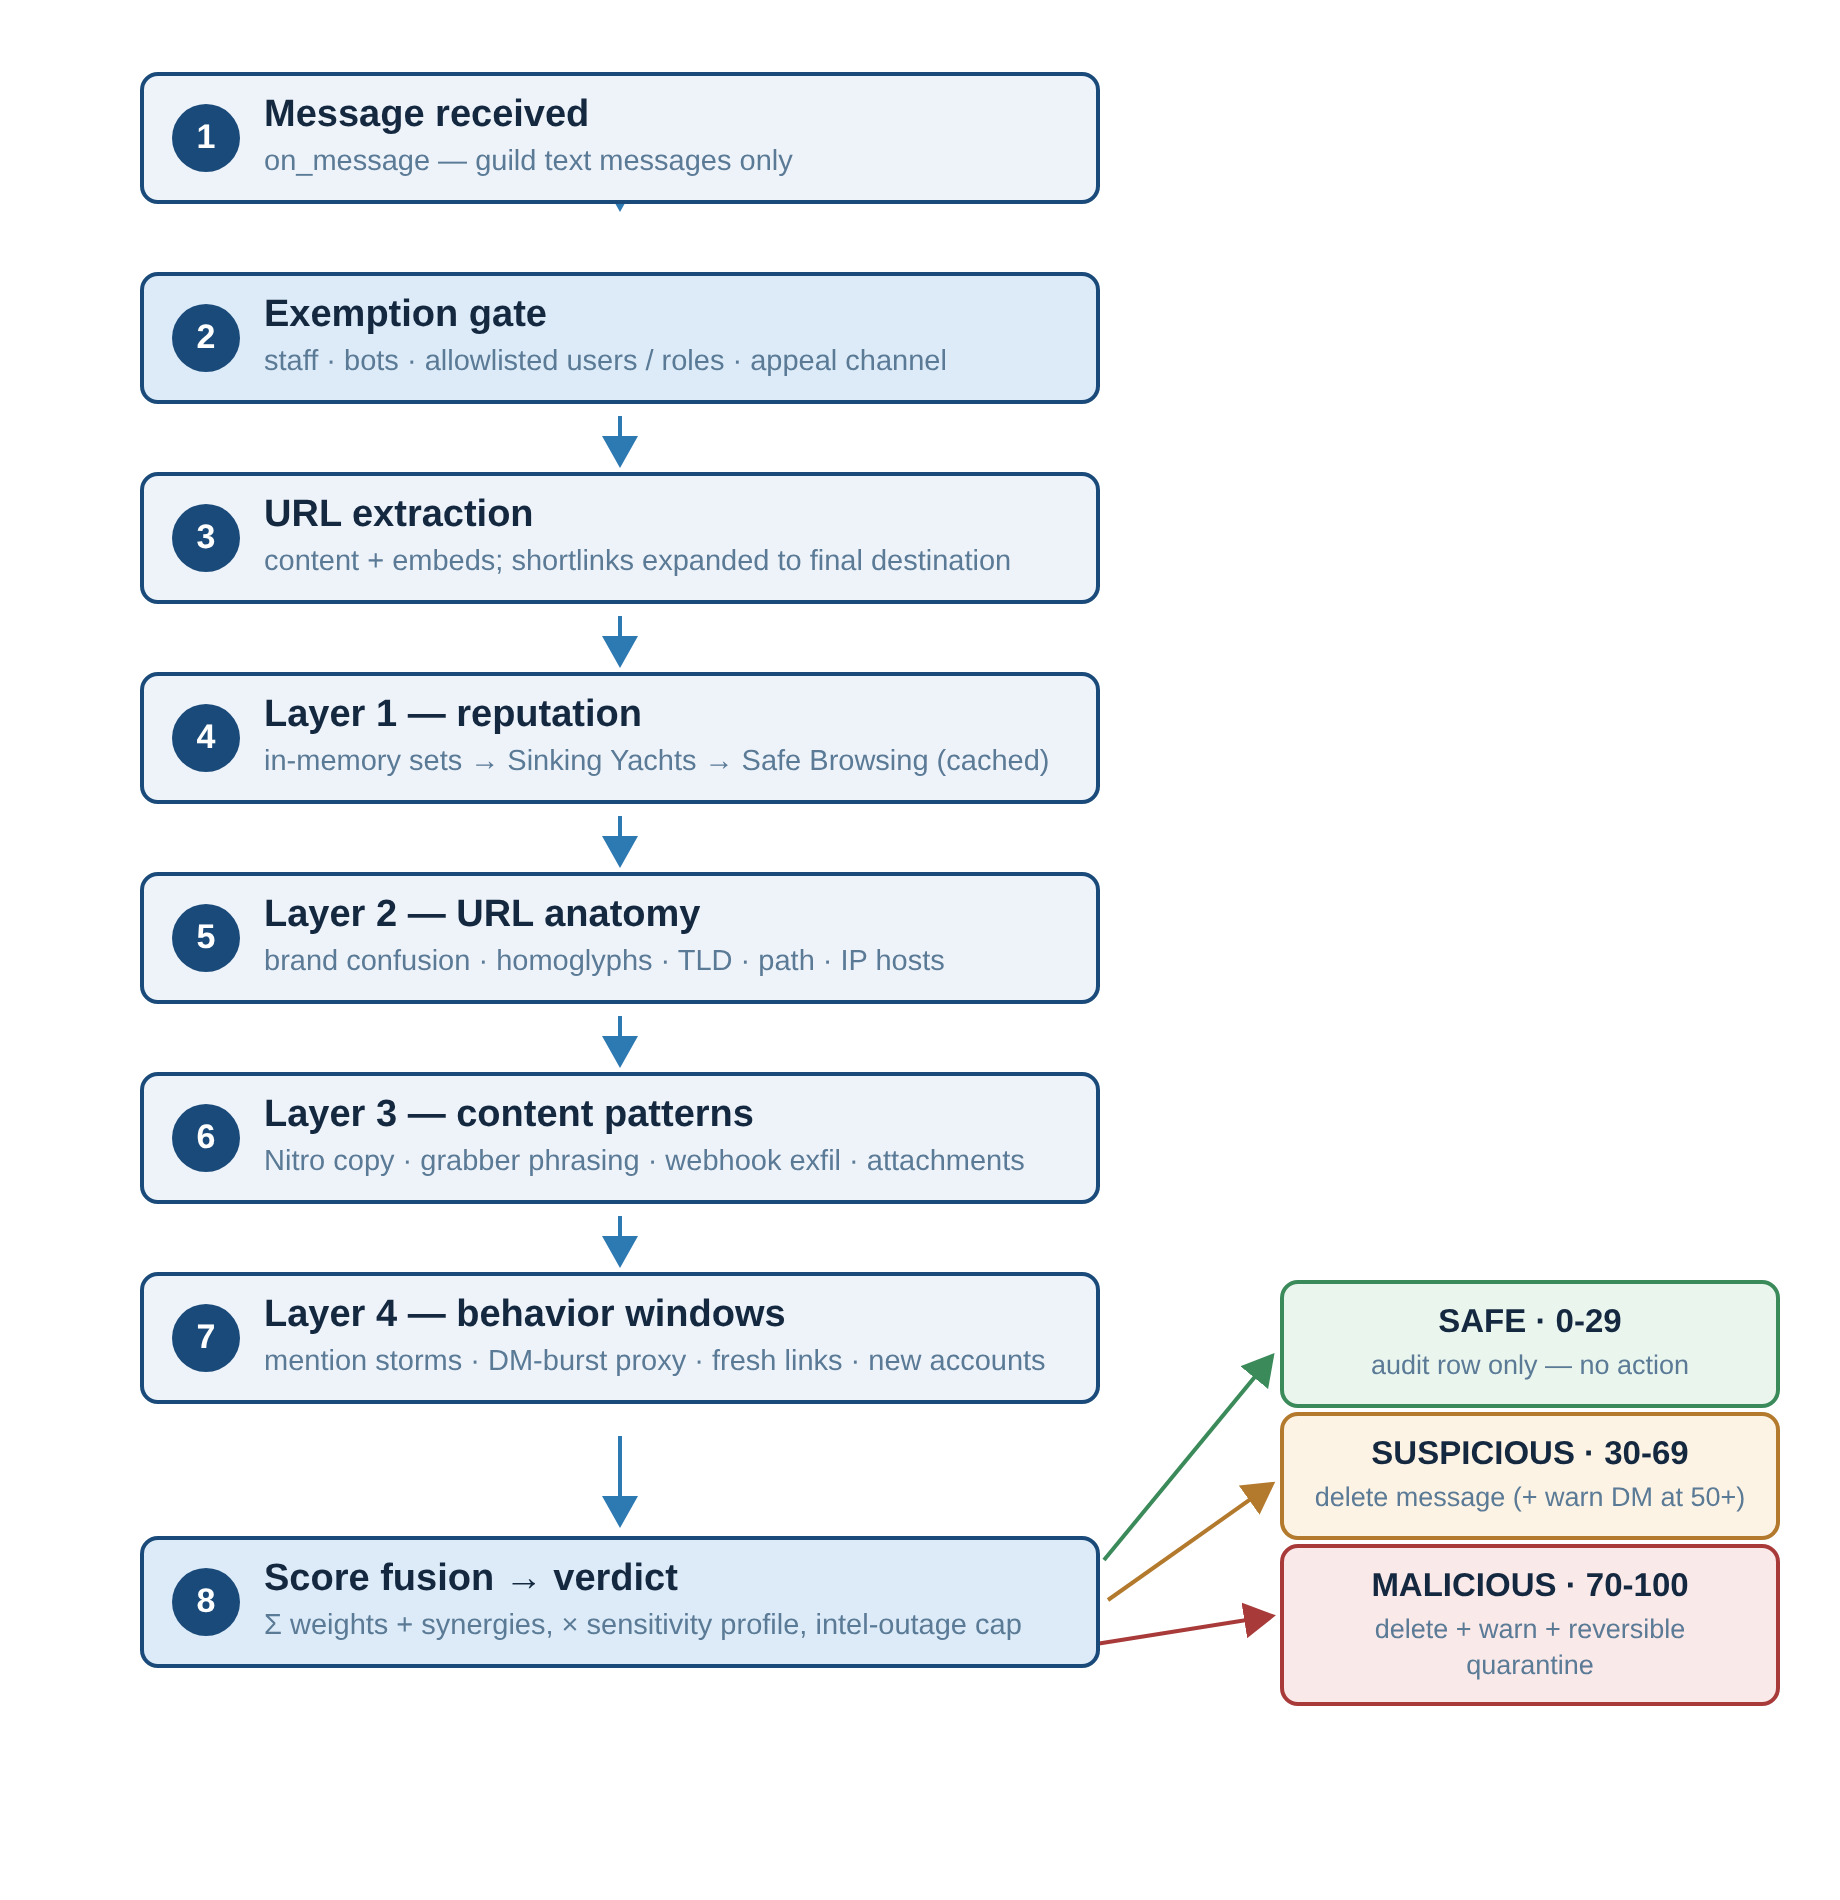 1
Message received
on_message — guild text messages only
2
Exemption gate
staff · bots · allowlisted users / roles · appeal channel
3
URL extraction
content + embeds; shortlinks expanded to final destination
4
Layer 1 — reputation
in-memory sets → Sinking Yachts → Safe Browsing (cached)
5
Layer 2 — URL anatomy
brand confusion · homoglyphs · TLD · path · IP hosts
6
Layer 3 — content patterns
Nitro copy · grabber phrasing · webhook exfil · attachments
7
Layer 4 — behavior windows
mention storms · DM-burst proxy · fresh links · new accounts
8
Score fusion → verdict
Σ weights + synergies, × sensitivity profile, intel-outage cap
SAFE · 0-29
audit row only — no action
SUSPICIOUS · 30-69
delete message (+ warn DM at 50+)
MALICIOUS · 70-100
delete + warn + reversible
quarantine